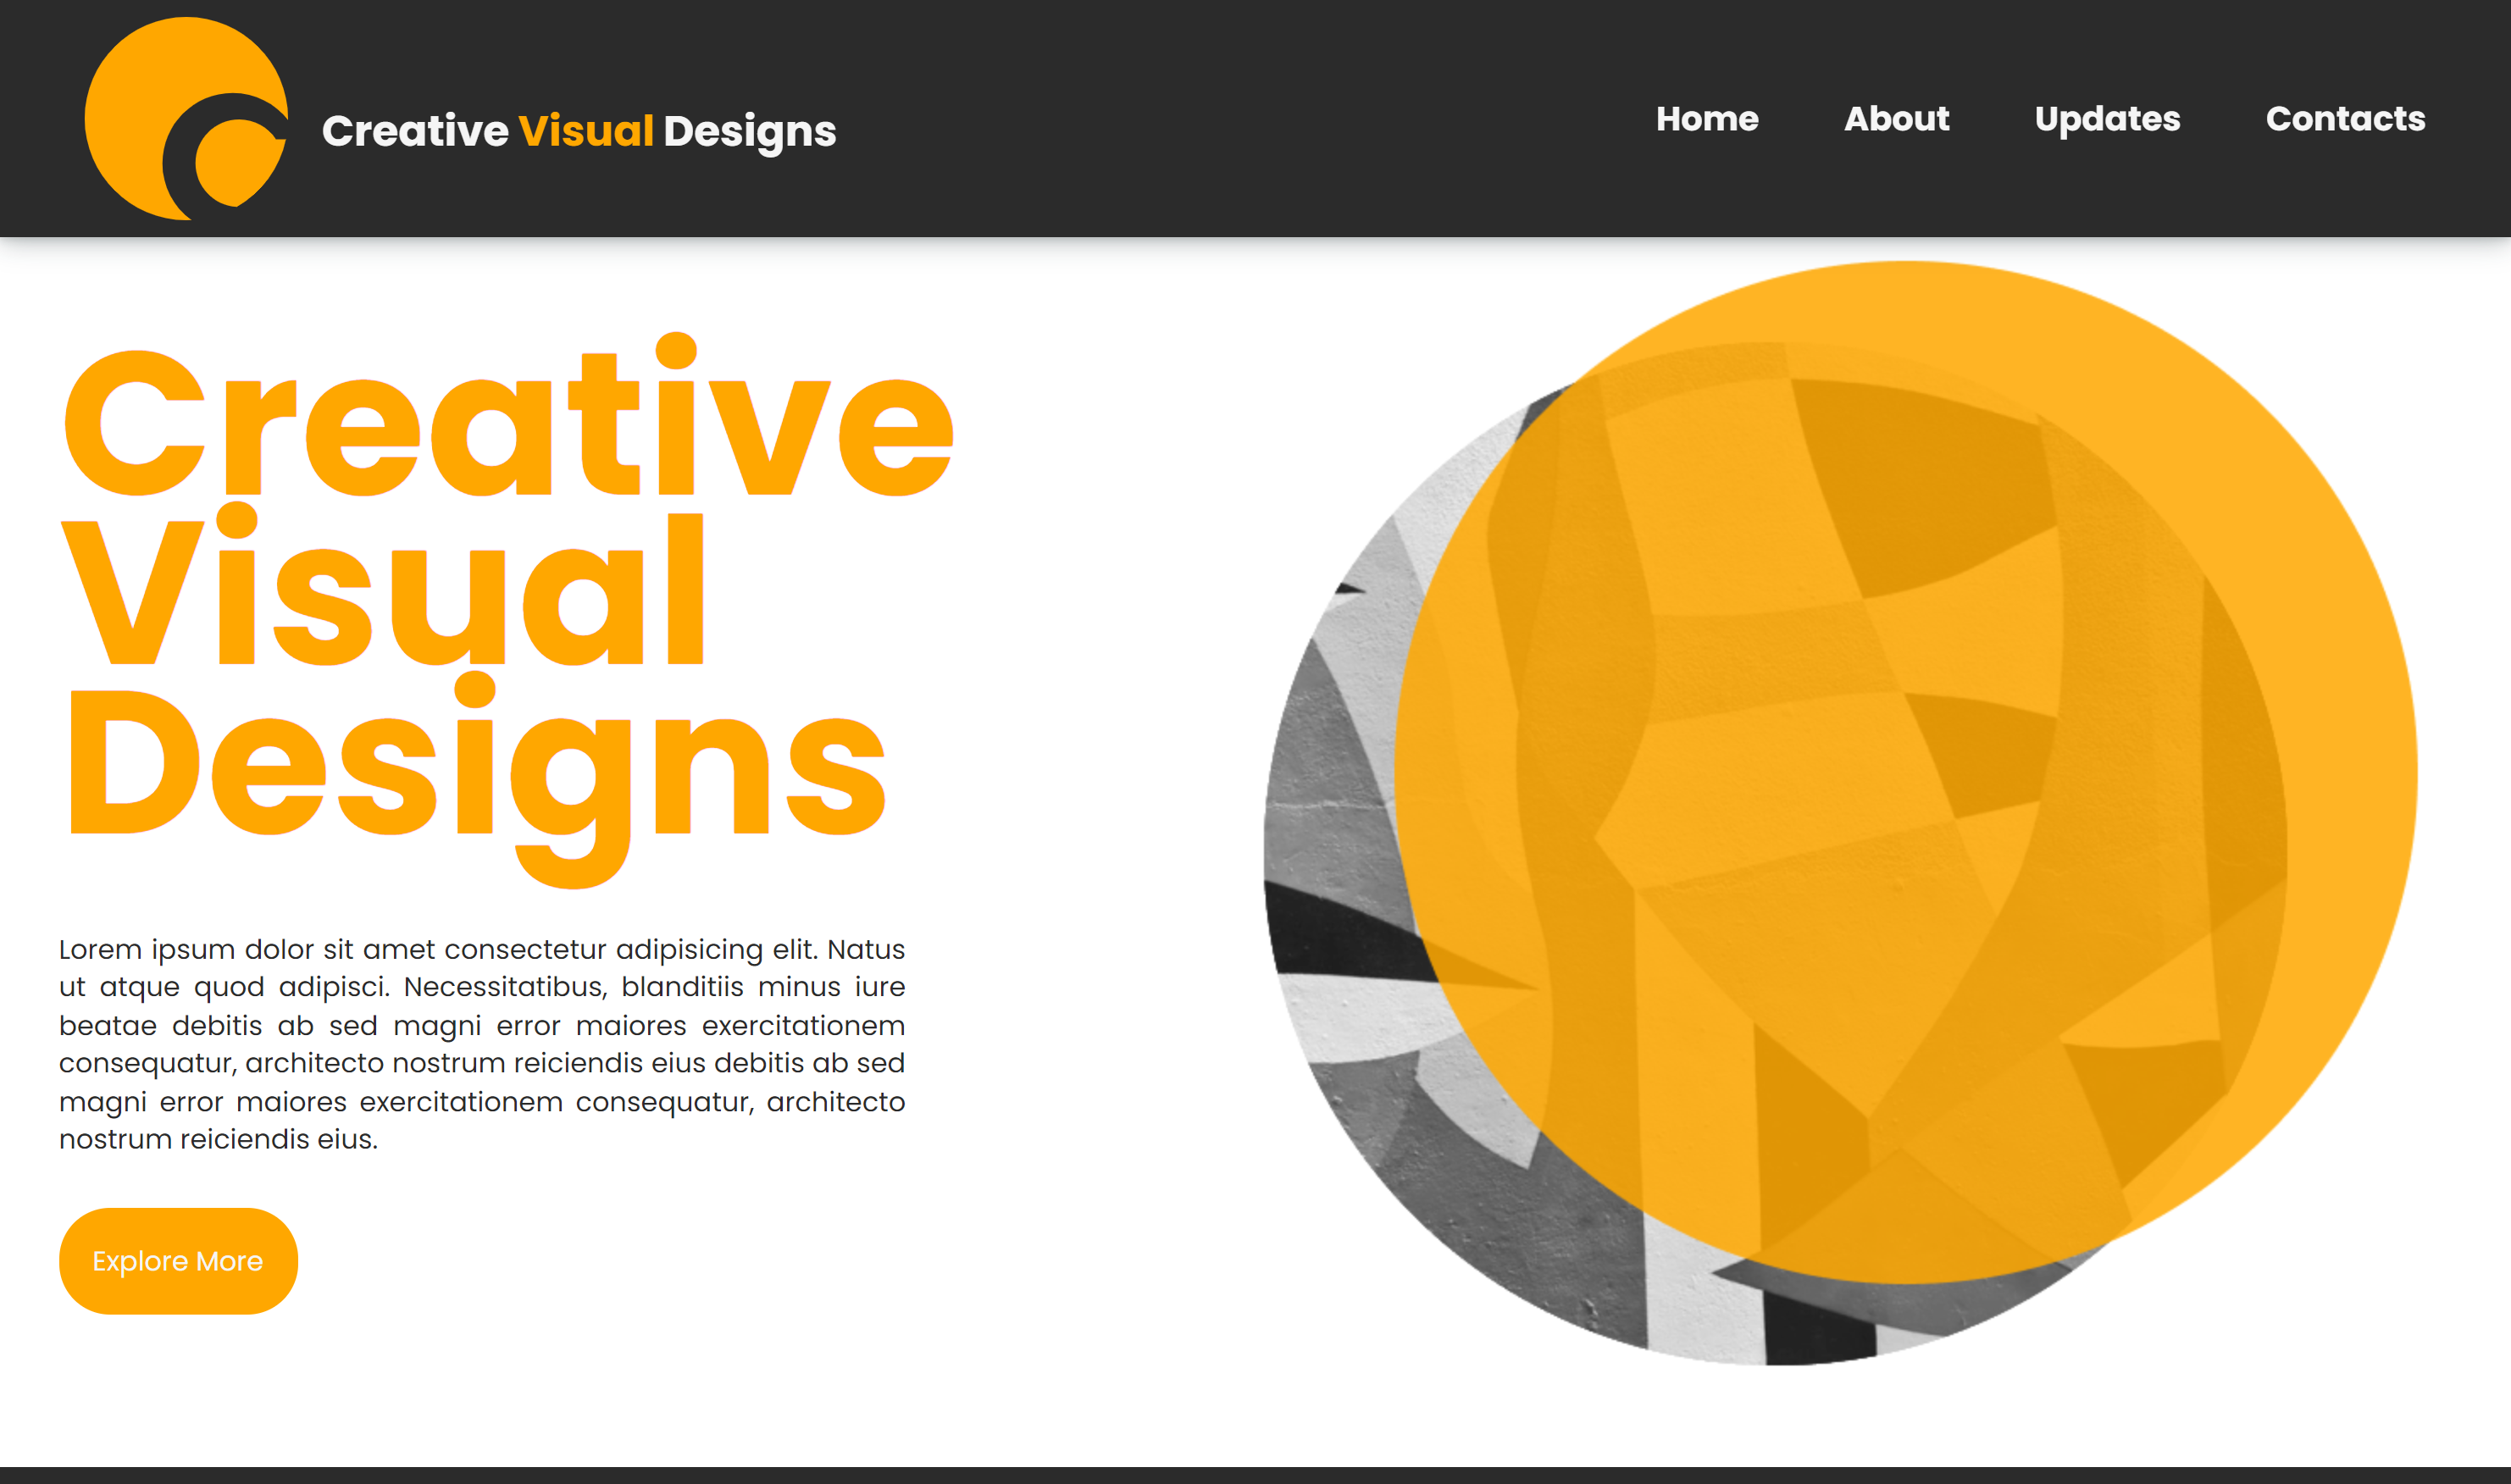 Creative Visual Designs
Home About Updates Contacts
Creative
Visual
Designs
Lorem ipsum dolor sit amet consectetur adipisicing elit. Natus
ut atque quod adipisci. Necessitatibus, blanditiis minus iure
beatae debitis ab sed magni error maiores exercitationem
consequatur, architecto nostrum reiciendis eius debitis ab sed
magni error maiores exercitationem consequatur, architecto
nostrum reiciendis eius.
Explore More